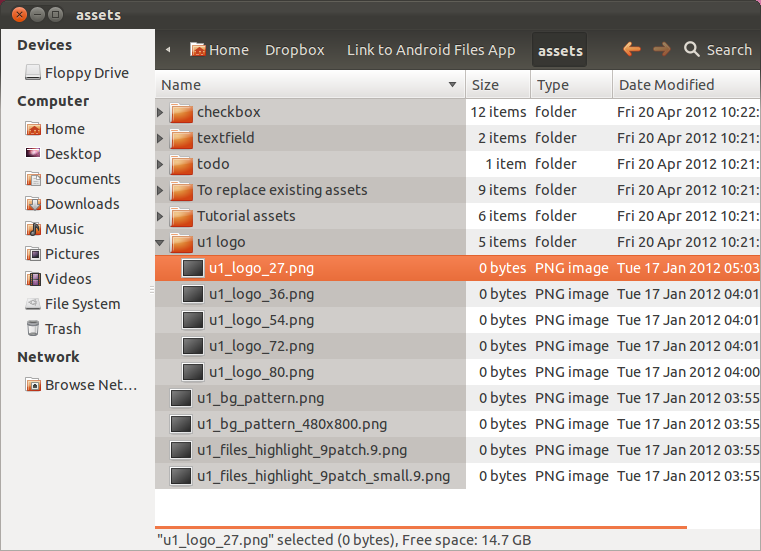 assets
Devices
Floppy Drive
Computer
Home
Desktop
Documents
Downloads
Music
Pictures
Videos
File System
Trash
Network
Browse Net...
Home Dropbox Link to Android Files App assets Search
Name Size Type Date Modified
checkbox 12 items folder Fri 20 Apr 2012 10:22:
textfield 2 items folder Fri 20 Apr 2012 10:21:
todo 1 item folder Fri 20 Apr 2012 10:21:
To replace existing assets 9 items folder Fri 20 Apr 2012 10:21:
Tutorial assets 6 items folder Fri 20 Apr 2012 10:21:
u1 logo 5 items folder Fri 20 Apr 2012 10:21:
u1_logo_27.png 0 bytes PNG image Tue 17 Jan 2012 05:03
u1_logo_36.png 0 bytes PNG image Tue 17 Jan 2012 04:01
u1_logo_54.png 0 bytes PNG image Tue 17 Jan 2012 04:01
u1_logo_72.png 0 bytes PNG image Tue 17 Jan 2012 04:01
u1_logo_80.png 0 bytes PNG image Tue 17 Jan 2012 04:00
u1_bg_pattern.png 0 bytes PNG image Tue 17 Jan 2012 03:55
u1_bg_pattern_480x800.png 0 bytes PNG image Tue 17 Jan 2012 03:55
u1_files_highlight_9patch.9.png 0 bytes PNG image Tue 17 Jan 2012 03:55
u1_files_highlight_9patch_small.9.png 0 bytes PNG image Tue 17 Jan 2012 03:55
"u1_logo_27.png" selected (0 bytes), Free space: 14.7 GB